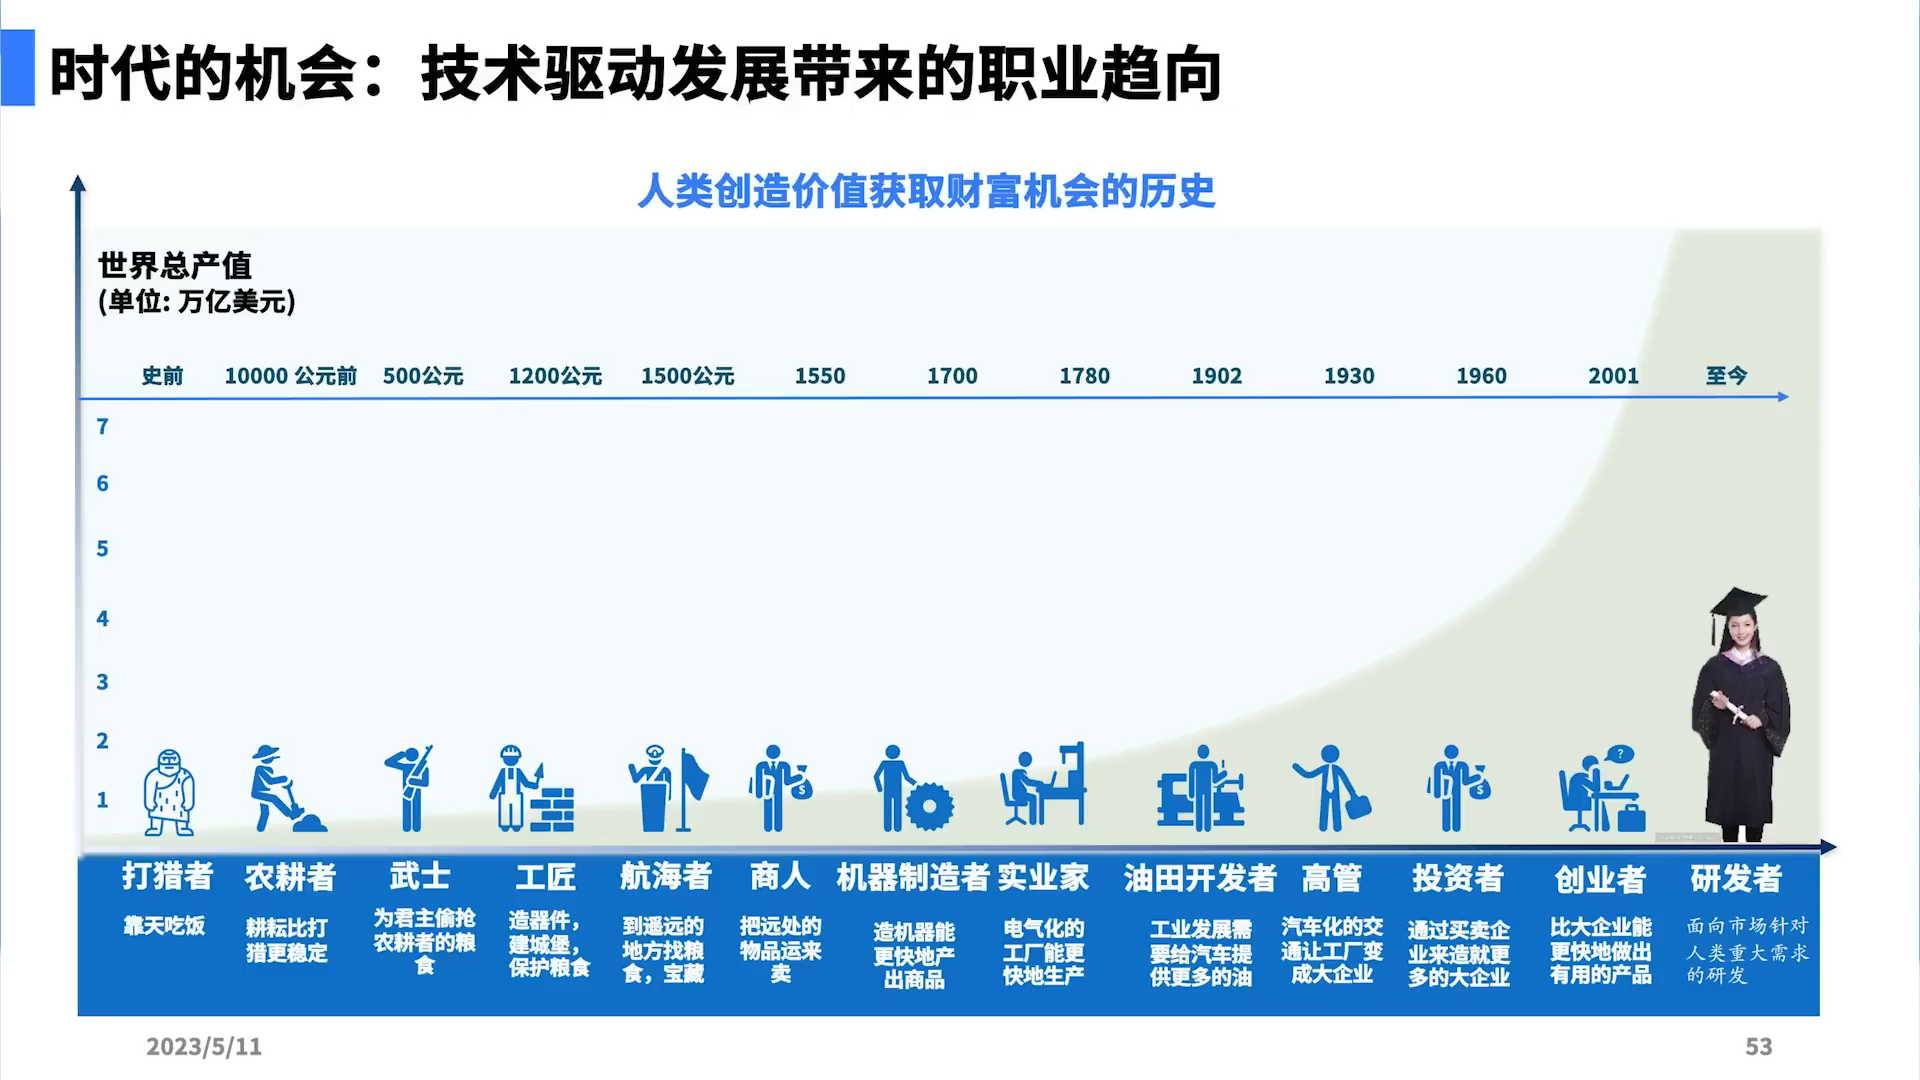 时代的机会：技术驱动发展带来的职业趋向
人类创造价值获取财富机会的历史
世界总产值
(单位: 万亿美元)
史前 10000 公元前 500公元 1200公元 1500公元 1550 1700 1780 1902 1930 1960 2001 至今
7
6
5
4
3
2
1
?
$
$
打猎者
靠天吃饭
农耕者
耕耘比打
猎更稳定
武士
为君主偷抢
农耕者的粮
食
工匠
造器件，
建城堡，
保护粮食
航海者
到遥远的
地方找粮
食，宝藏
商人
把远处的
物品运来
卖
机器制造者
造机器能
更快地产
出商品
实业家
电气化的
工厂能更
快地生产
油田开发者
工业发展需
要给汽车提
供更多的油
高管
汽车化的交
通让工厂变
成大企业
投资者
通过买卖企
业来造就更
多的大企业
创业者
比大企业能
更快地做出
有用的产品
研发者
面向市场针对
人类重大需求
的研发
2023/5/11
53